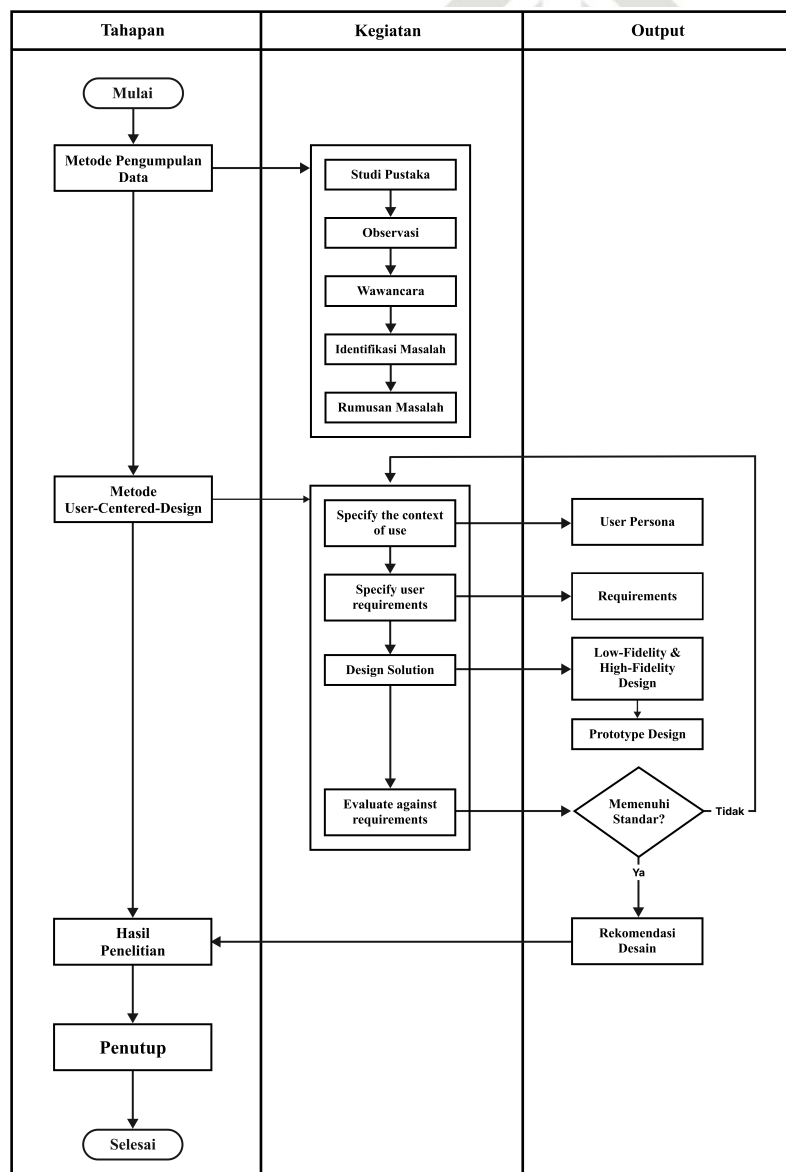 Tahapan
Kegiatan
Output
Mulai
Metode Pengumpulan
Data
Studi Pustaka
Observasi
Wawancara
Identifikasi Masalah
Rumusan Masalah
Metode
User-Centered-Design
Specify the context
of use
User Persona
Specify user
requirements
Requirements
Design Solution
Low-Fidelity &
High-Fidelity
Design
Prototype Design
Evaluate against
requirements
Memenuhi
Standar?
Tidak
Ya
Hasil
Penelitian
Rekomendasi
Desain
Penutup
Selesai